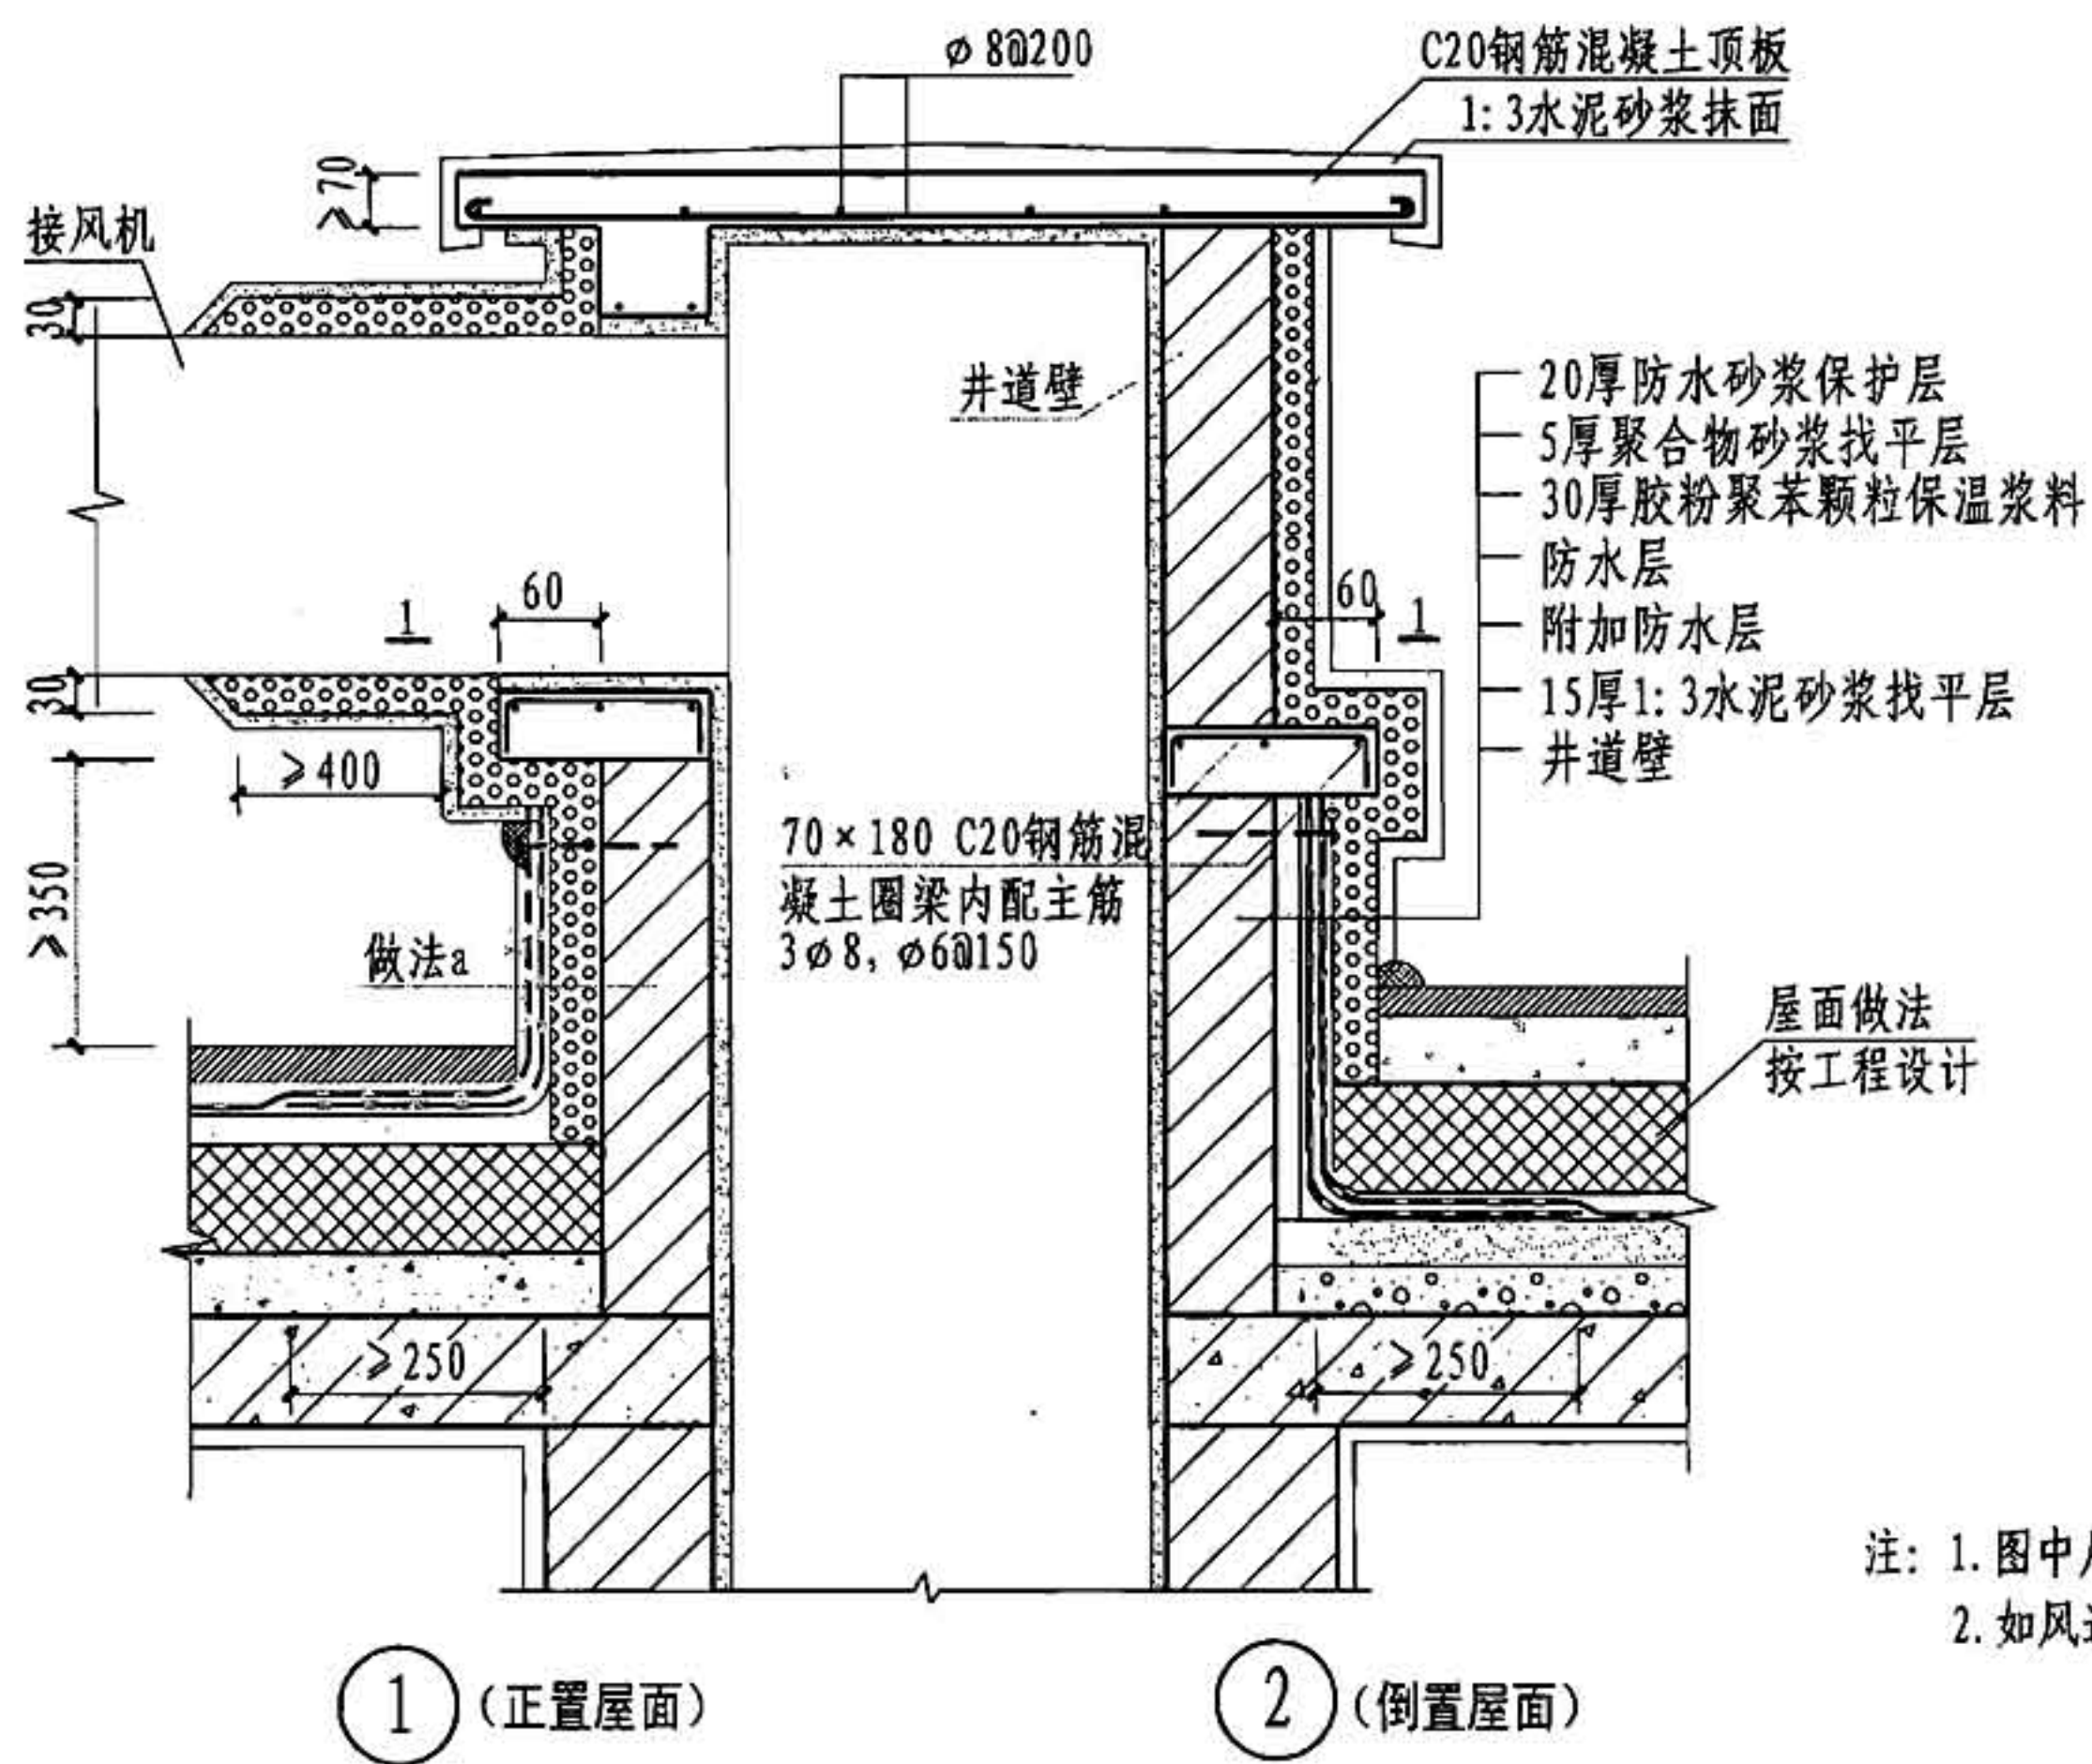 ø8@200
C20钢筋混凝土顶板
1:3水泥砂浆抹面
≥70
接风机
30
井道壁
20厚防水砂浆保护层
5厚聚合物砂浆找平层
30厚胶粉聚苯颗粒保温浆料
防水层
附加防水层
15厚1:3水泥砂浆找平层
井道壁
1
60
60
1
30
≥400
≥350
70×180 C20钢筋混
凝土圈梁内配主筋
3ø8, ø6@150
做法a
屋面做法
按工程设计
≥250
≥250
注: 1.图中
2.如风
1 (正置屋面)
2 (倒置屋面)